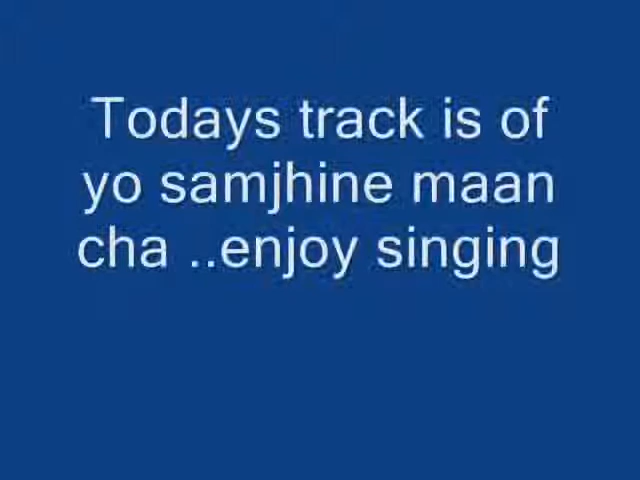 Todays track is of
yo samjhine maan
cha ..enjoy singing